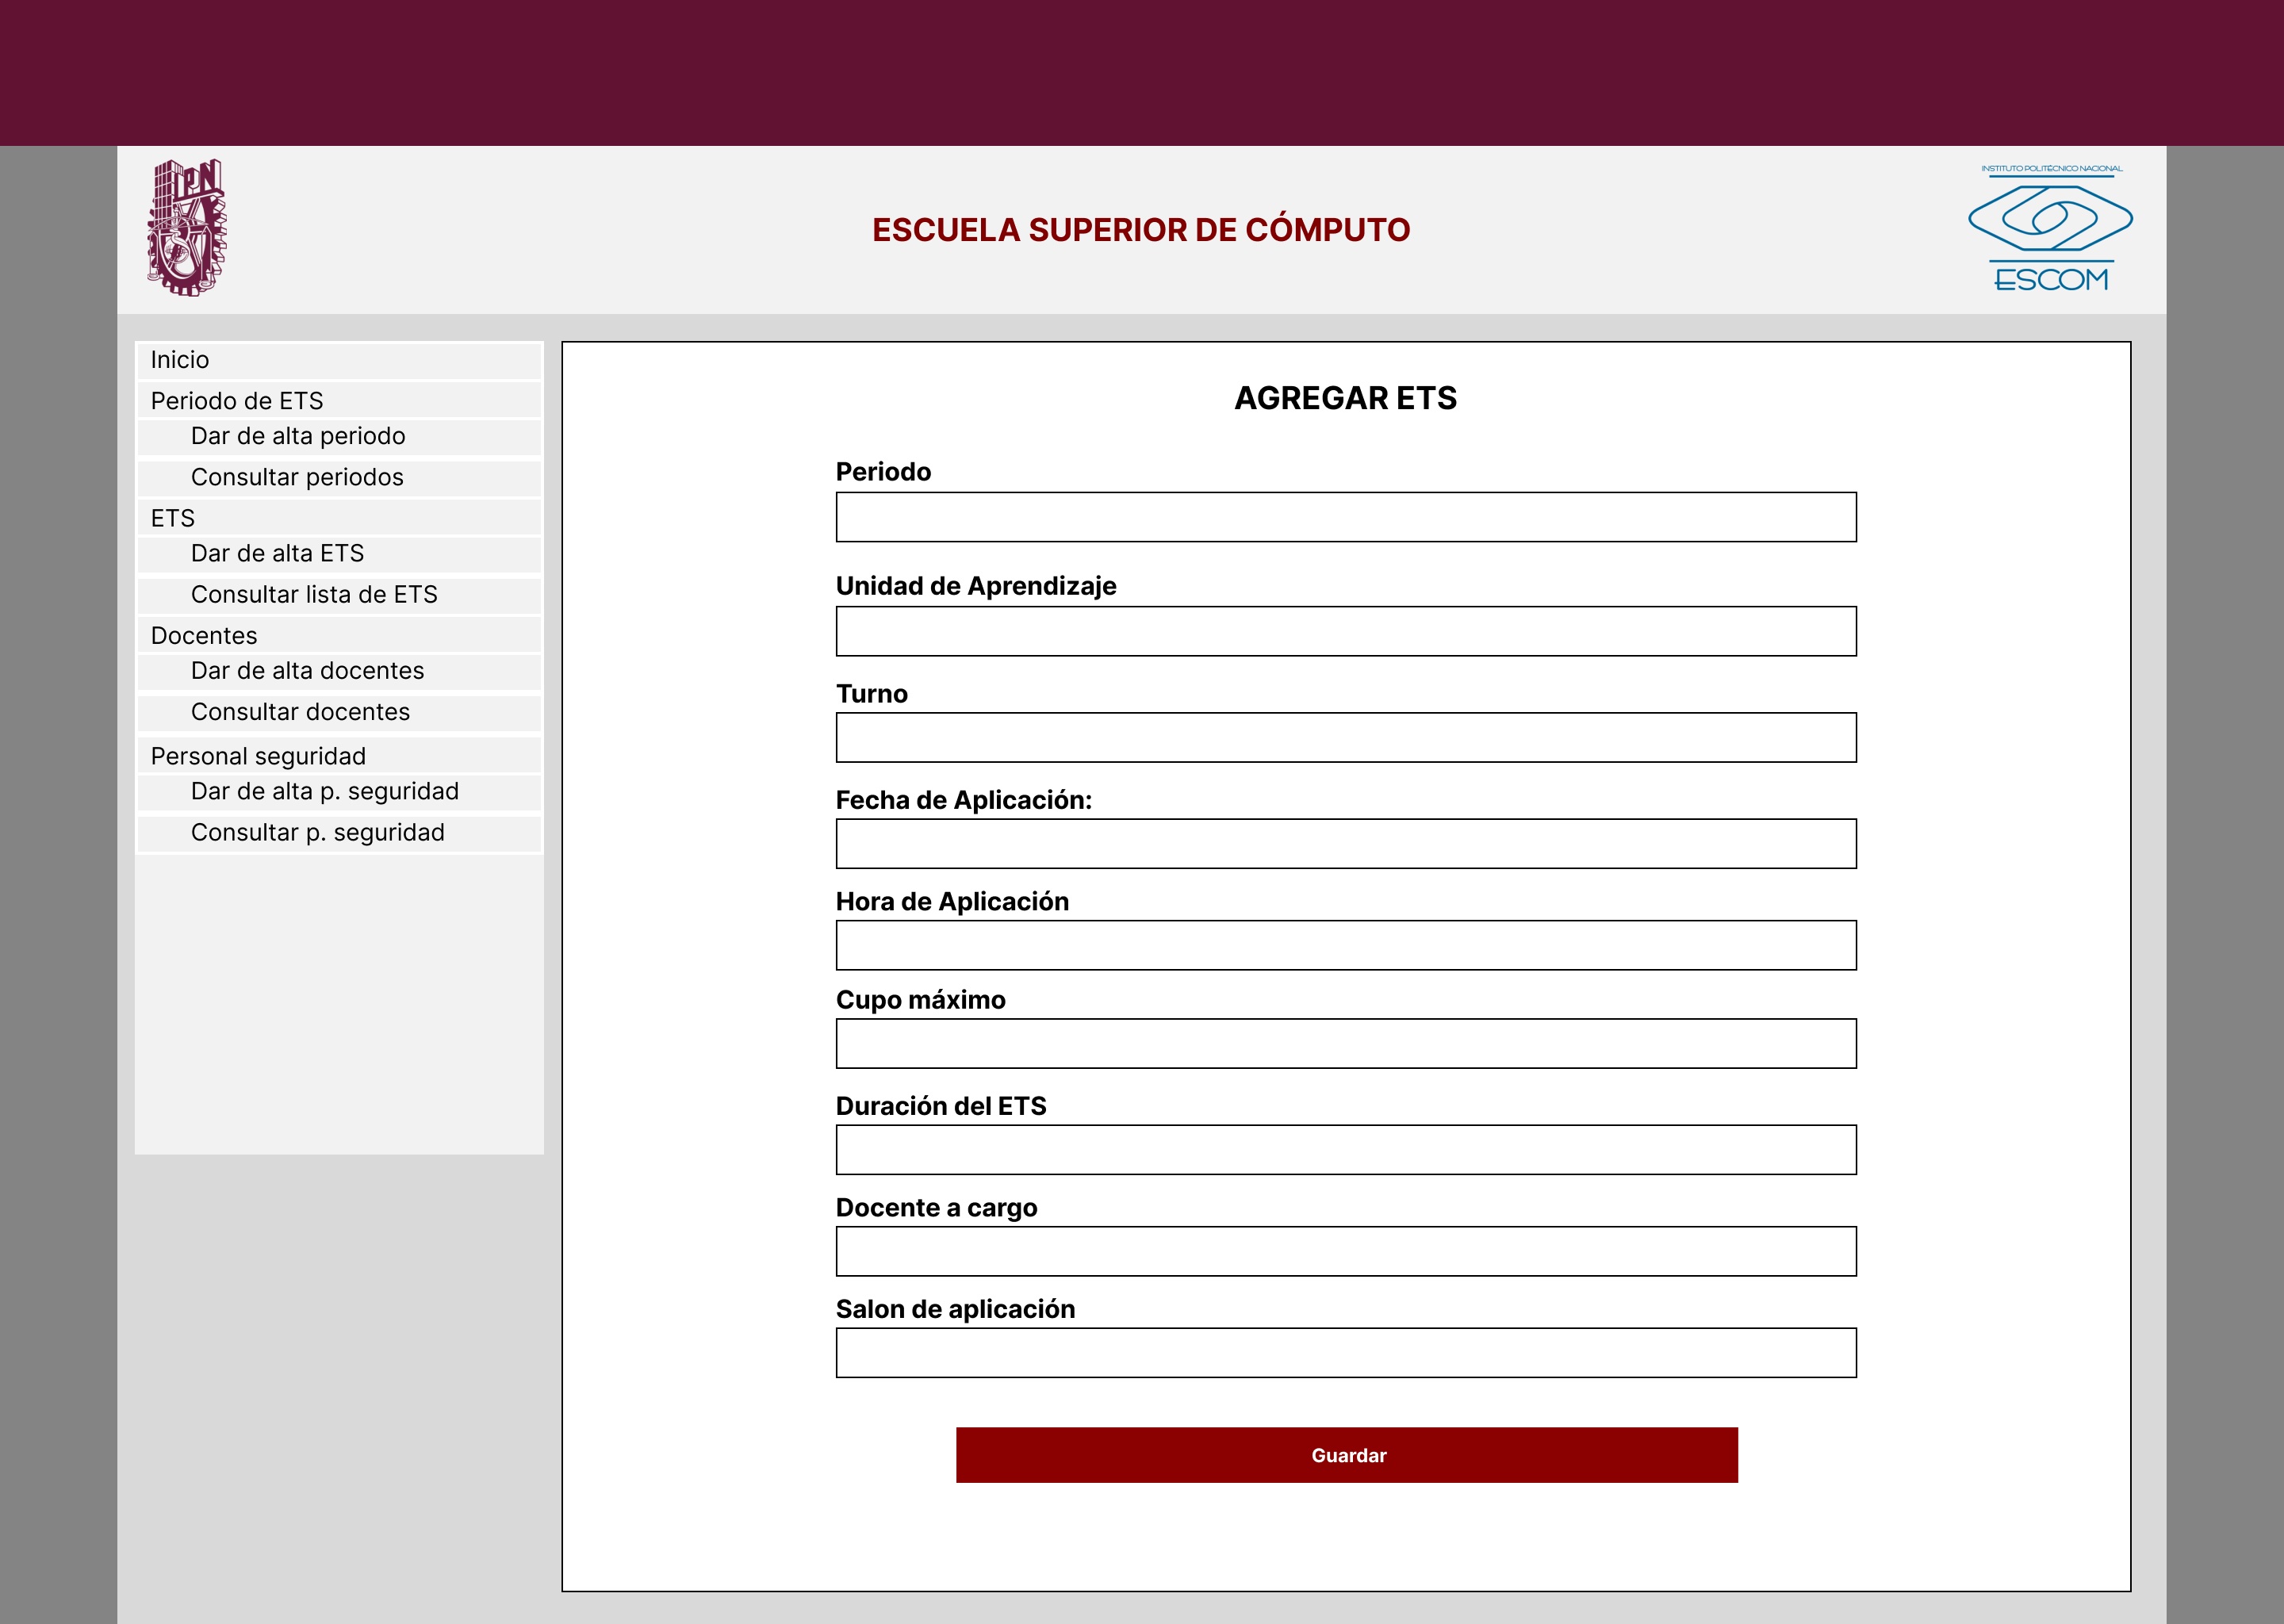 IPN
INSTITUTO POLITÉCNICO NACIONAL
ESCUELA SUPERIOR DE CÓMPUTO
ESCOM
Inicio
Periodo de ETS
Dar de alta periodo
Consultar periodos
ETS
Dar de alta ETS
Consultar lista de ETS
Docentes
Dar de alta docentes
Consultar docentes
Personal seguridad
Dar de alta p. seguridad
Consultar p. seguridad
AGREGAR ETS
Periodo
Unidad de Aprendizaje
Turno
Fecha de Aplicación:
Hora de Aplicación
Cupo máximo
Duración del ETS
Docente a cargo
Salon de aplicación
Guardar